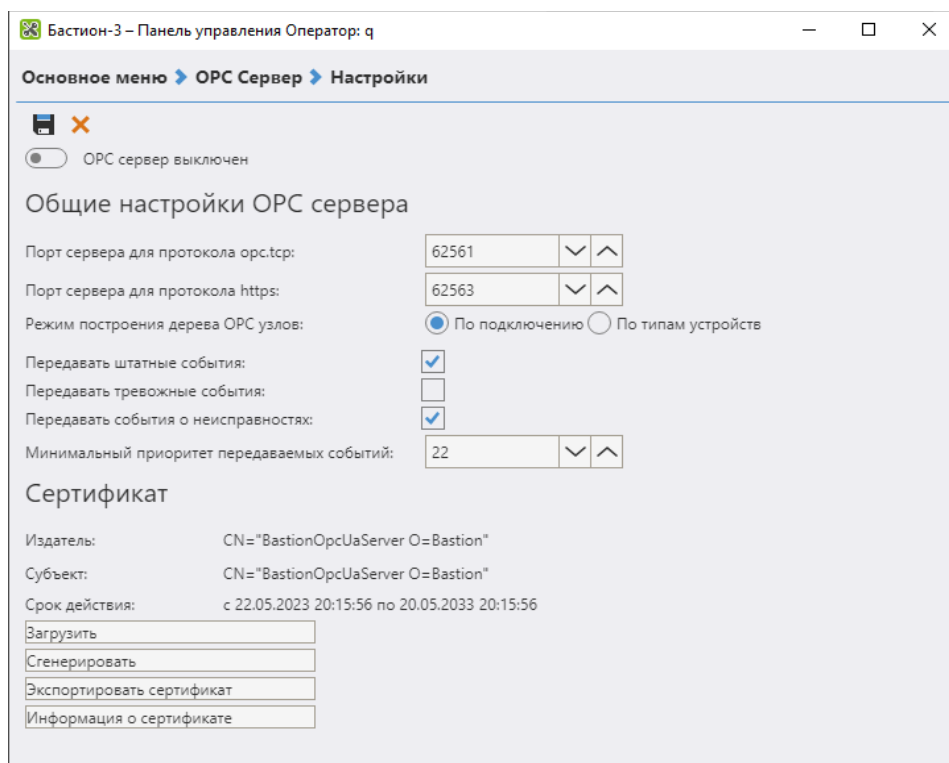 Бастион-3 – Панель управления Оператор: q
Основное меню ОРС Сервер Настройки
ОРС сервер выключен
Общие настройки ОРС сервера
Порт сервера для протокола opc.tcp: 62561
Порт сервера для протокола https: 62563
Режим построения дерева ОРС узлов: По подключению По типам устройств
Передавать штатные события:
Передавать тревожные события:
Передавать события о неисправностях:
Минимальный приоритет передаваемых событий: 22
Сертификат
Издатель: CN="BastionOpcUaServer O=Bastion"
Субъект: CN="BastionOpcUaServer O=Bastion"
Срок действия: с 22.05.2023 20:15:56 по 20.05.2033 20:15:56
Загрузить
Сгенерировать
Экспортировать сертификат
Информация о сертификате